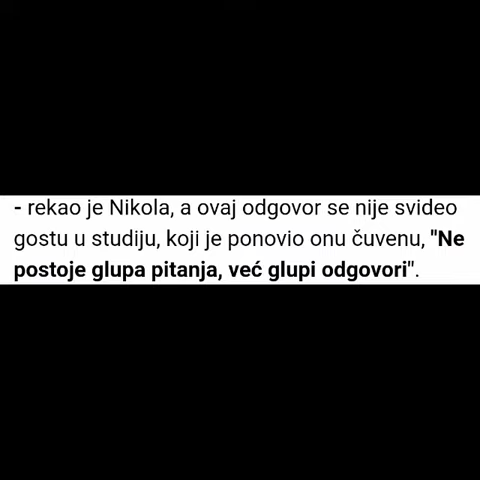 - rekao je Nikola, a ovaj odgovor se nije svideo
gostu u studiju, koji je ponovio onu čuvenu, "Ne
postoje glupa pitanja, već glupi odgovori".